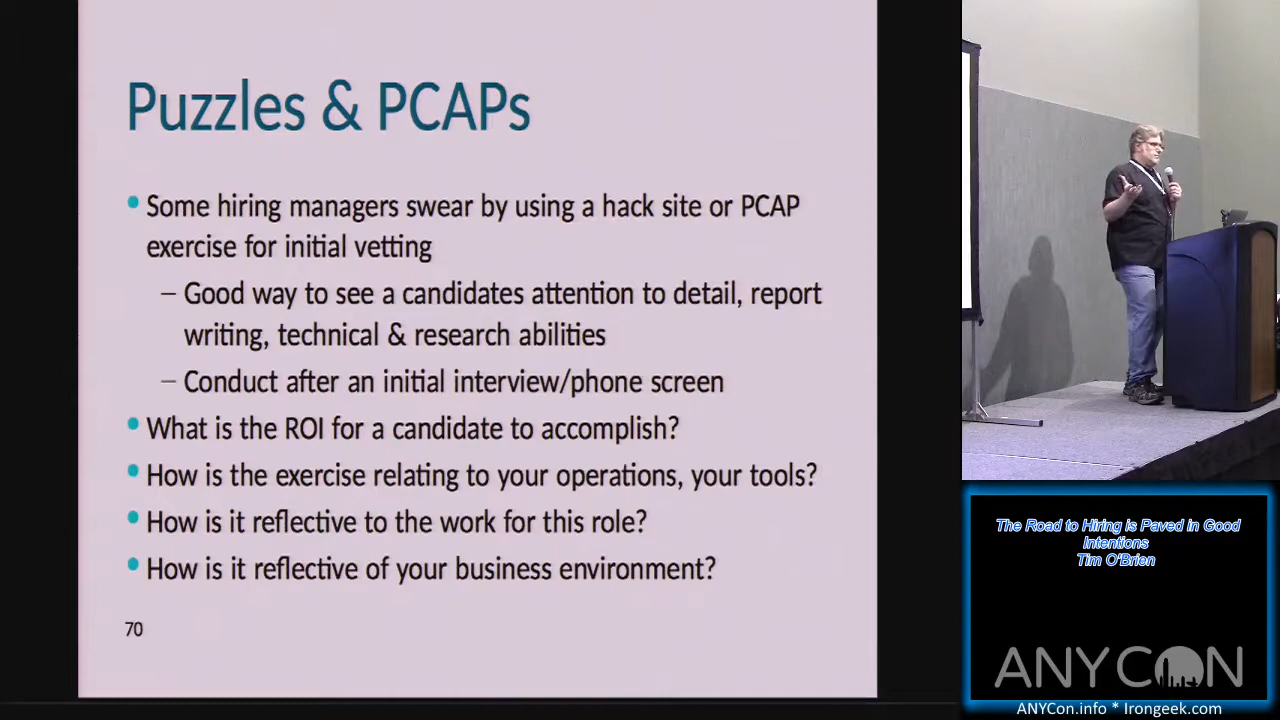 Puzzles & PCAPs
• Some hiring managers swear by using a hack site or PCAP
exercise for initial vetting
– Good way to see a candidates attention to detail, report
writing, technical & research abilities
– Conduct after an initial interview/phone screen
• What is the ROI for a candidate to accomplish?
• How is the exercise relating to your operations, your tools?
• How is it reflective to the work for this role?
• How is it reflective of your business environment?
70
The Road to Hiring is Paved in Good
Intentions
Tim O'Brien
ANYCON
ANYCon.info * Irongeek.com